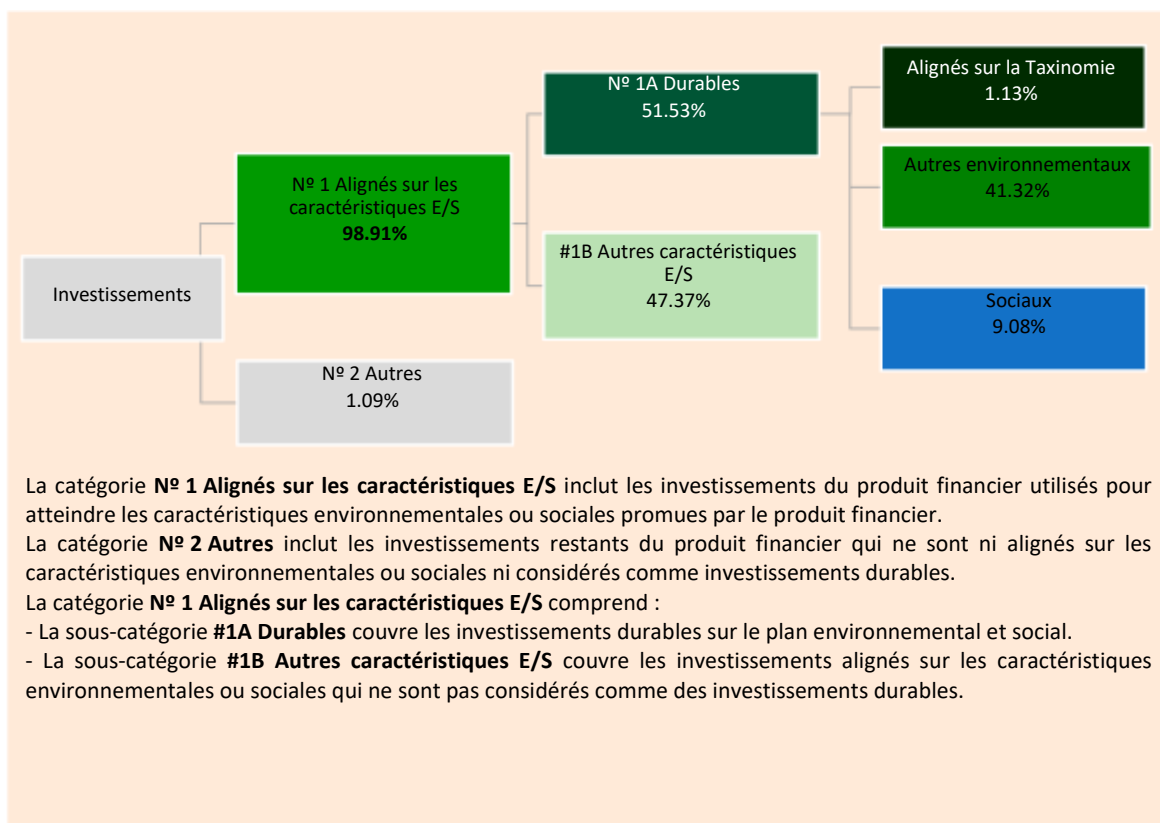 Investissements
Nº 1 Alignés sur les
caractéristiques E/S
98.91%
Nº 2 Autres
1.09%
Nº 1A Durables
51.53%
#1B Autres caractéristiques
E/S
47.37%
Alignés sur la Taxinomie
1.13%
Autres environnementaux
41.32%
Sociaux
9.08%
La catégorie Nº 1 Alignés sur les caractéristiques E/S inclut les investissements du produit financier utilisés pour
atteindre les caractéristiques environnementales ou sociales promues par le produit financier.
La catégorie Nº 2 Autres inclut les investissements restants du produit financier qui ne sont ni alignés sur les
caractéristiques environnementales ou sociales ni considérés comme investissements durables.
La catégorie Nº 1 Alignés sur les caractéristiques E/S comprend :
- La sous-catégorie #1A Durables couvre les investissements durables sur le plan environnemental et social.
- La sous-catégorie #1B Autres caractéristiques E/S couvre les investissements alignés sur les caractéristiques
environnementales ou sociales qui ne sont pas considérés comme des investissements durables.